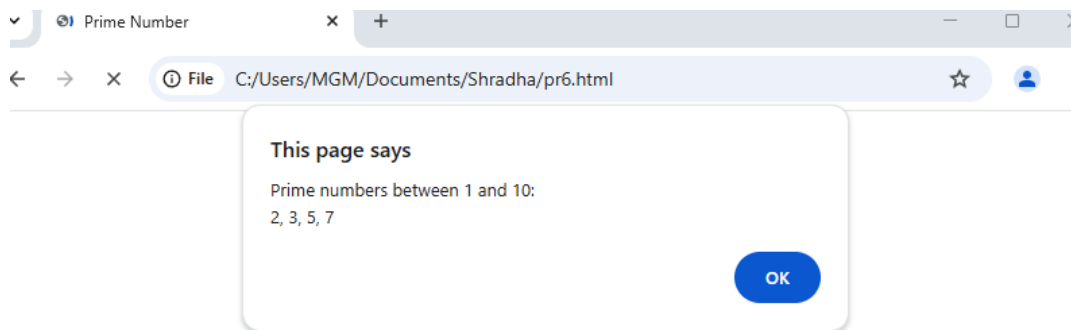 Prime Number
File C:/Users/MGM/Documents/Shradha/pr6.html
This page says
Prime numbers between 1 and 10:
2, 3, 5, 7
OK